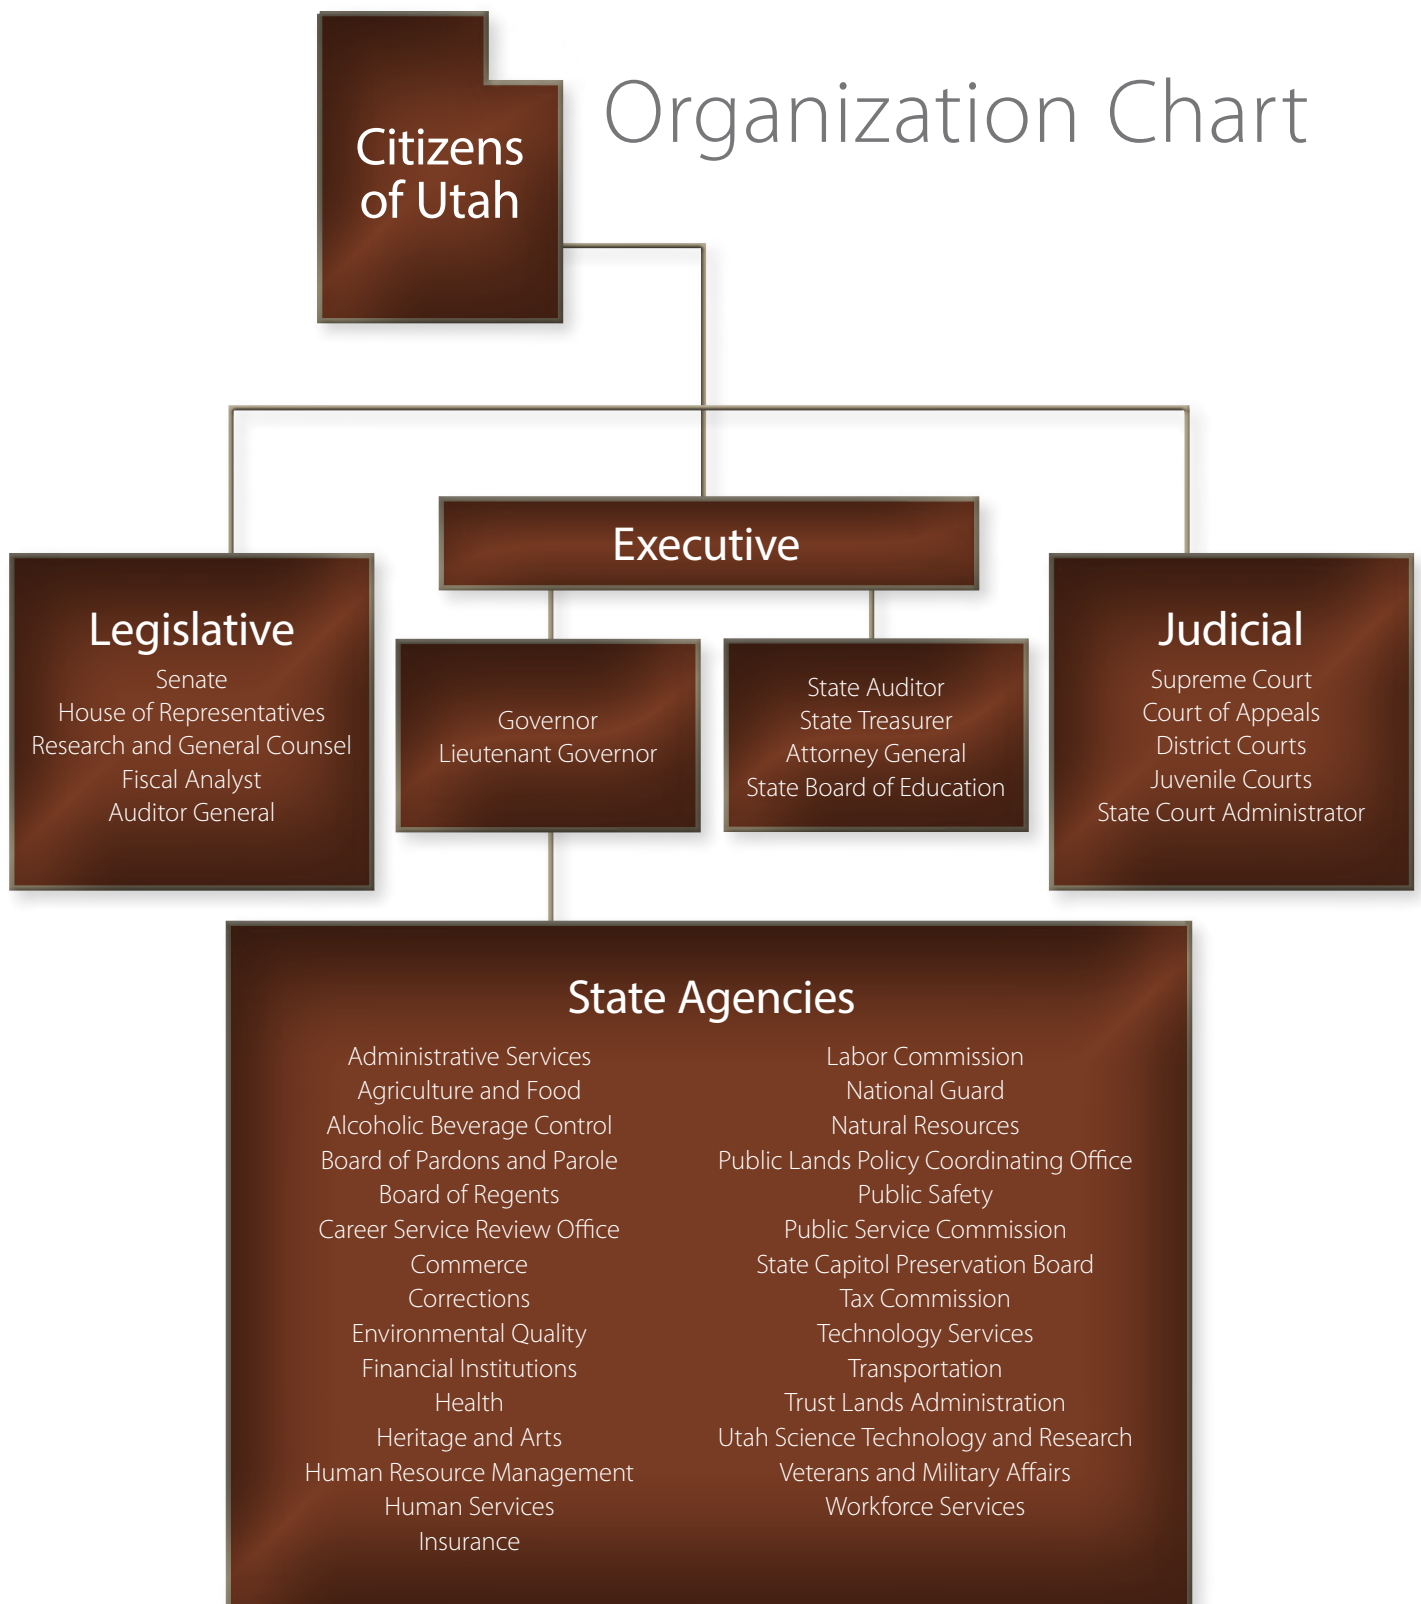 Organization Chart
Citizens
of Utah
Executive
Legislative
Senate
House of Representatives
Research and General Counsel
Fiscal Analyst
Auditor General
Governor
Lieutenant Governor
State Auditor
State Treasurer
Attorney General
State Board of Education
Judicial
Supreme Court
Court of Appeals
District Courts
Juvenile Courts
State Court Administrator
State Agencies
Administrative Services
Agriculture and Food
Alcoholic Beverage Control
Board of Pardons and Parole
Board of Regents
Career Service Review Office
Commerce
Corrections
Environmental Quality
Financial Institutions
Health
Heritage and Arts
Human Resource Management
Human Services
Insurance
Labor Commission
National Guard
Natural Resources
Public Lands Policy Coordinating Office
Public Safety
Public Service Commission
State Capitol Preservation Board
Tax Commission
Technology Services
Transportation
Trust Lands Administration
Utah Science Technology and Research
Veterans and Military Affairs
Workforce Services